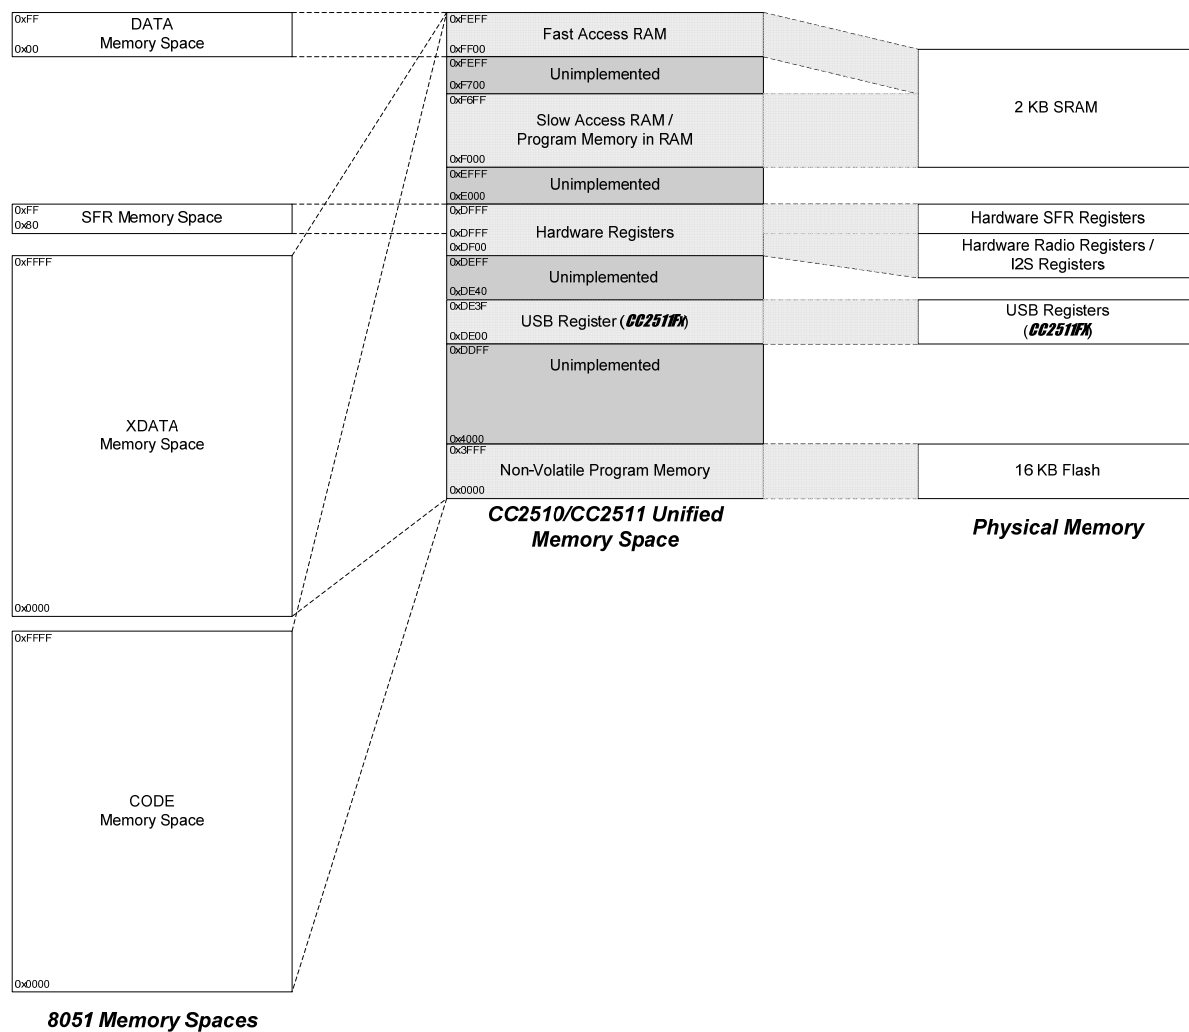 0xFF
DATA
Memory Space
0x00
0xFF
SFR Memory Space
0x80
0xFFFF
XDATA
Memory Space
0x0000
0xFFFF
CODE
Memory Space
0x0000
8051 Memory Spaces
0xFEFF
Fast Access RAM
0xFF00
0xFEFF
Unimplemented
0xF700
0xF6FF
Slow Access RAM /
Program Memory in RAM
0xF000
0xEFFF
Unimplemented
0xE000
0xDFFF
Hardware Registers
0xDFFF
0xDF00
0xDEFF
Unimplemented
0xDE40
0xDE3F
USB Register (CC2511Fx)
0xDE00
0xDDFF
Unimplemented
0x4000
0x3FFF
Non-Volatile Program Memory
0x0000
CC2510/CC2511 Unified
Memory Space
2 KB SRAM
Hardware SFR Registers
Hardware Radio Registers /
I2S Registers
USB Registers
(CC2511FX)
16 KB Flash
Physical Memory